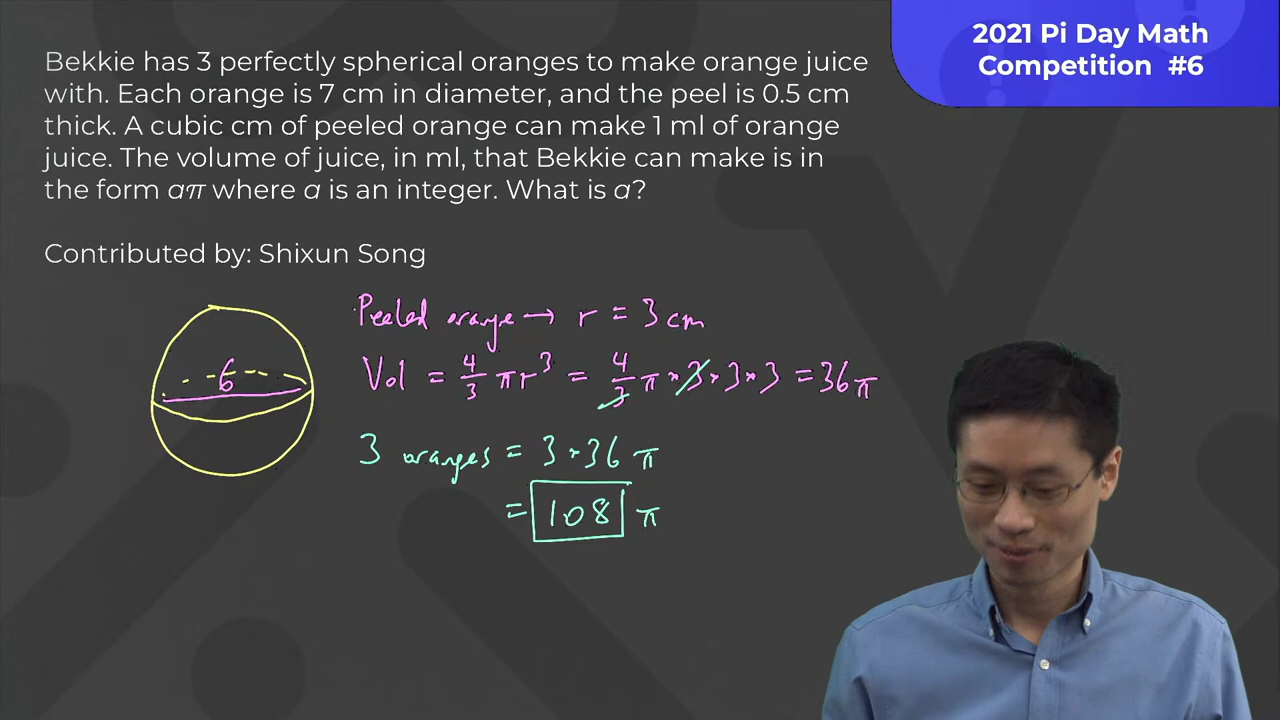 2021 Pi Day Math
Competition #6
Bekkie has 3 perfectly spherical oranges to make orange juice
with. Each orange is 7 cm in diameter, and the peel is 0.5 cm
thick. A cubic cm of peeled orange can make 1 ml of orange
juice. The volume of juice, in ml, that Bekkie can make is in
the form aπ where a is an integer. What is a?
Contributed by: Shixun Song
6
Peeled orange → r = 3 cm
Vol = 4/3 πr³ = 4/3 π × 3 × 3 × 3 = 36π
3 oranges = 3 × 36 π
= 108 π